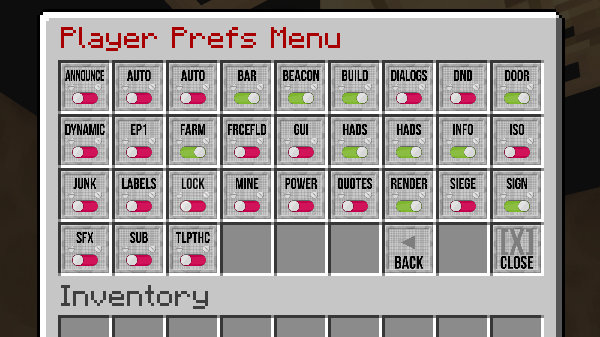 Player Prefs Menu
ANNOUNCE AUTO AUTO BAR BEACON BUILD DIALOGS DND DOOR
DYNAMIC EP1 FARM FRCEFLD GUI HADS HADS INFO ISO
JUNK LABELS LOCK MINE POWER QUOTES RENDER SIEGE SIGN
SFX SUB TLPTHC BACK [X] CLOSE
Inventory